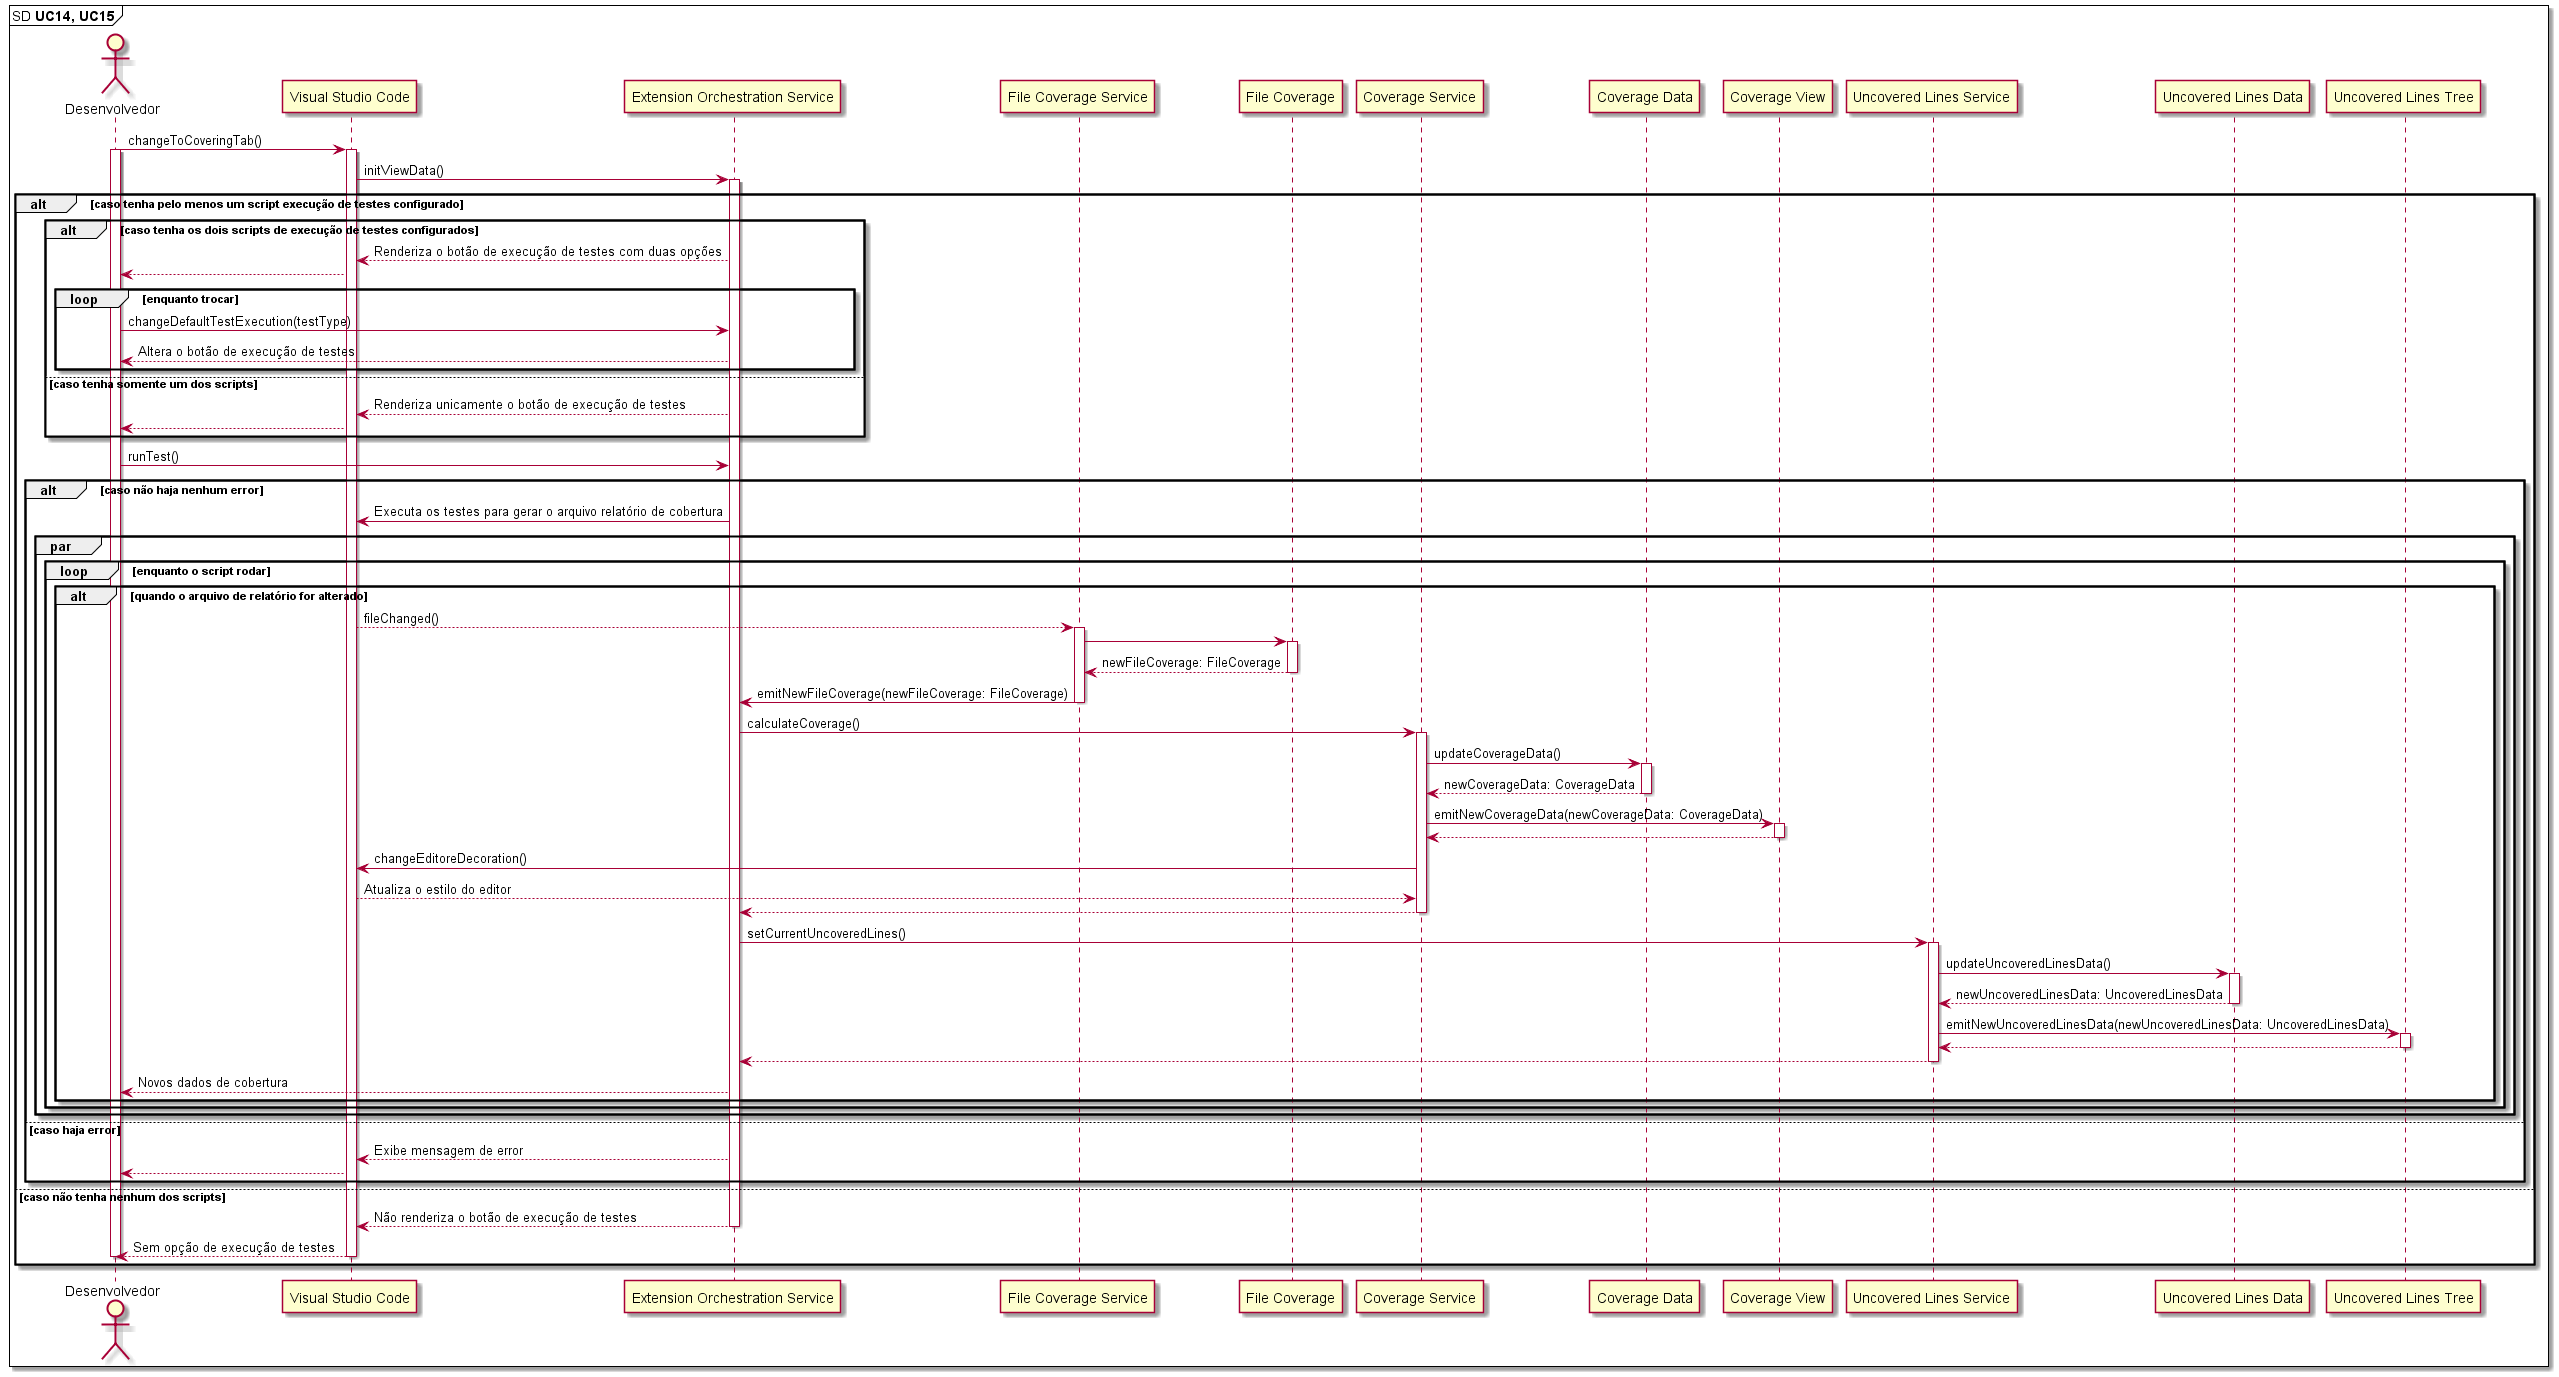 SD UC14, UC15
Desenvolvedor
Visual Studio Code
Extension Orchestration Service
File Coverage Service
File Coverage
Coverage Service
Coverage Data
Coverage View
Uncovered Lines Service
Uncovered Lines Data
Uncovered Lines Tree
changeToCoveringTab()
initViewData()
alt [caso tenha pelo menos um script execução de testes configurado]
alt [caso tenha os dois scripts de execução de testes configurados]
Renderiza o botão de execução de testes com duas opções
loop [enquanto trocar]
changeDefaultTestExecution(testType)
Altera o botão de execução de testes
[caso tenha somente um dos scripts]
Renderiza unicamente o botão de execução de testes
runTest()
alt [caso não haja nenhum error]
Executa os testes para gerar o arquivo relatório de cobertura
par
loop [enquanto o script rodar]
alt [quando o arquivo de relatório for alterado]
fileChanged()
newFileCoverage: FileCoverage
emitNewFileCoverage(newFileCoverage: FileCoverage)
calculateCoverage()
updateCoverageData()
newCoverageData: CoverageData
emitNewCoverageData(newCoverageData: CoverageData)
changeEditoreDecoration()
Atualiza o estilo do editor
setCurrentUncoveredLines()
updateUncoveredLinesData()
newUncoveredLinesData: UncoveredLinesData
emitNewUncoveredLinesData(newUncoveredLinesData: UncoveredLinesData)
Novos dados de cobertura
[caso haja error]
Exibe mensagem de error
[caso não tenha nenhum dos scripts]
Não renderiza o botão de execução de testes
Sem opção de execução de testes
Desenvolvedor
Visual Studio Code
Extension Orchestration Service
File Coverage Service
File Coverage
Coverage Service
Coverage Data
Coverage View
Uncovered Lines Service
Uncovered Lines Data
Uncovered Lines Tree